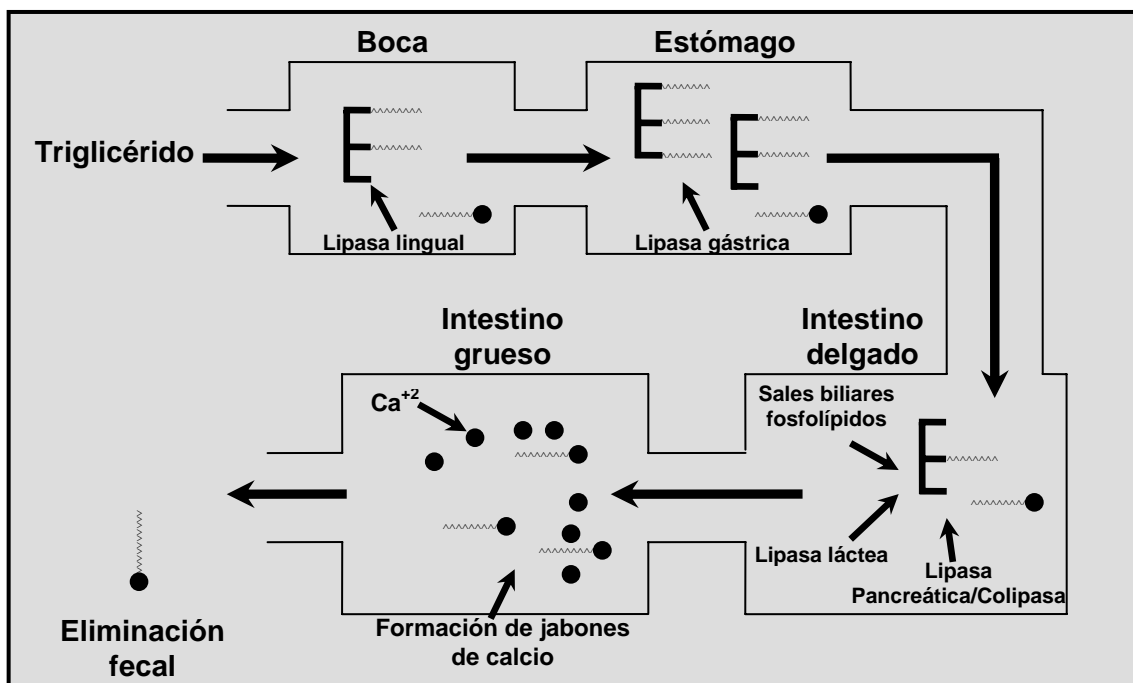 Boca
Estómago
Triglicérido
Lipasa lingual
Lipasa gástrica
Intestino
grueso
Intestino
delgado
Ca+2
Sales biliares
fosfolípidos
Lipasa láctea
Lipasa
Pancreática/Colipasa
Formación de jabones
de calcio
Eliminación
fecal